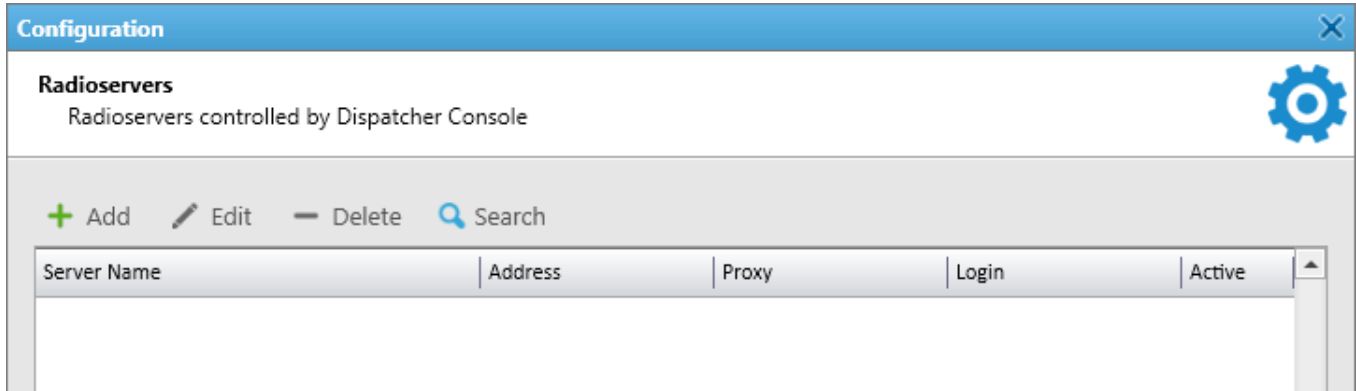 Configuration
Radioservers
Radioservers controlled by Dispatcher Console
Add Edit Delete Search
Server Name Address Proxy Login Active